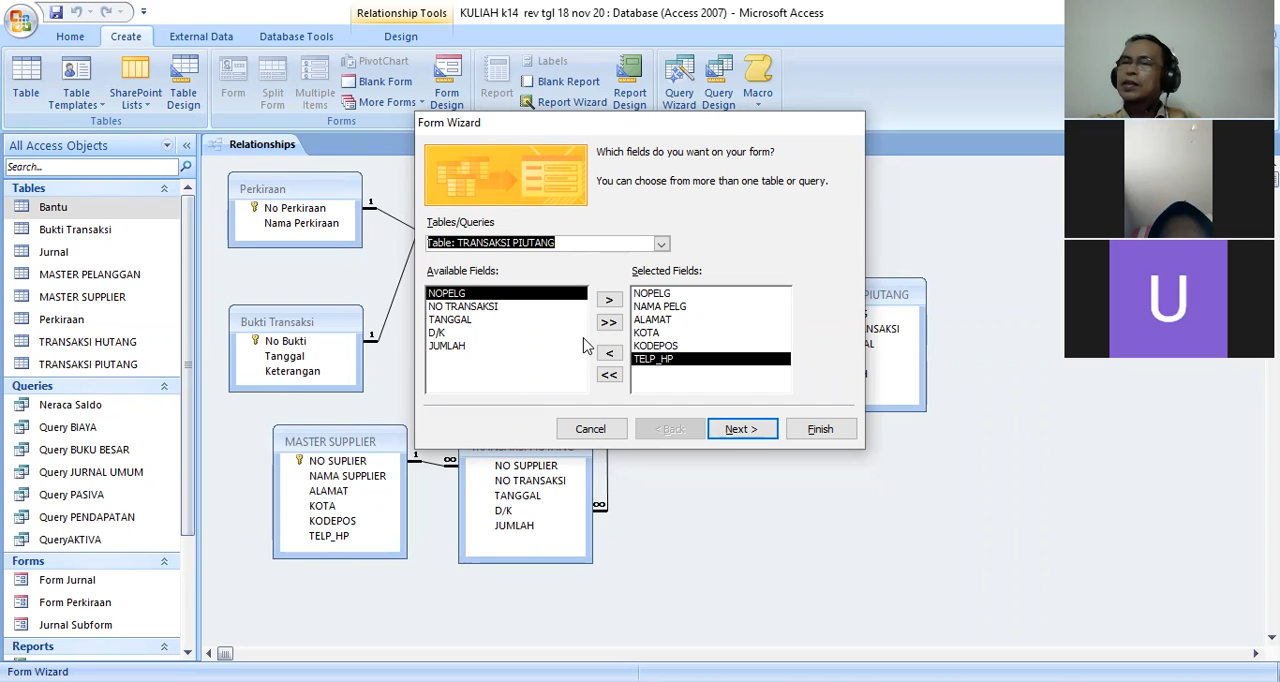 Relationship Tools
KULIAH k14  rev tgl 18 nov 20 : Database (Access 2007) - Microsoft Access
Home
Create
External Data
Database Tools
Design
Table
Table Templates
SharePoint Lists
Table Design
Tables
Form
Split Form
Multiple Items
PivotChart
Blank Form
More Forms
Form Design
Forms
Report
Labels
Blank Report
Report Wizard
Report Design
Query Wizard
Query Design
Macro
All Access Objects
Search...
Tables
Bantu
Bukti Transaksi
Jurnal
MASTER PELANGGAN
MASTER SUPPLIER
Perkiraan
TRANSAKSI HUTANG
TRANSAKSI PIUTANG
Queries
Neraca Saldo
Query BIAYA
Query BUKU BESAR
Query JURNAL UMUM
Query PASIVA
Query PENDAPATAN
QueryAKTIVA
Forms
Form Jurnal
Form Perkiraan
Jurnal Subform
Reports
Relationships
Perkiraan
No Perkiraan
Nama Perkiraan
1
Bukti Transaksi
No Bukti
Tanggal
Keterangan
1
MASTER SUPPLIER
NO SUPLIER
NAMA SUPPLIER
ALAMAT
KOTA
KODEPOS
TELP_HP
1
∞
NO SUPPLIER
NO TRANSAKSI
TANGGAL
D/K
JUMLAH
∞
PIUTANG
ANSAKSI
AL
Form Wizard
Which fields do you want on your form?
You can choose from more than one table or query.
Tables/Queries
Table: TRANSAKSI PIUTANG
Available Fields:
NOPELG
NO TRANSAKSI
TANGGAL
D/K
JUMLAH
>
>>
<
<<
Selected Fields:
NOPELG
NAMA PELG
ALAMAT
KOTA
KODEPOS
TELP_HP
Cancel
< Back
Next >
Finish
U
Form Wizard